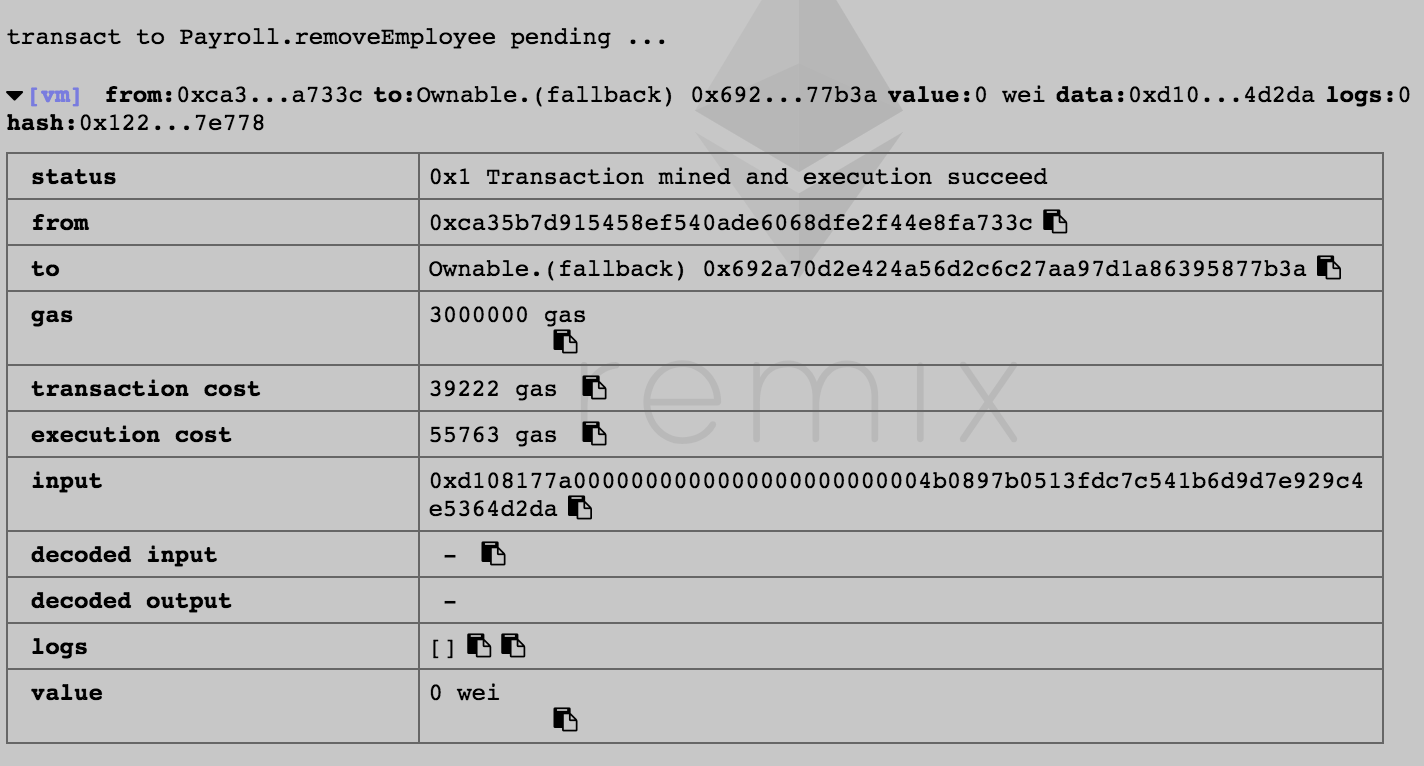 transact to Payroll.removeEmployee pending ...
[vm] from:0xca3...a733c to:Ownable.(fallback) 0x692...77b3a value:0 wei data:0xd10...4d2da logs:0
hash:0x122...7e778
status 0x1 Transaction mined and execution succeed
from 0xca35b7d915458ef540ade6068dfe2f44e8fa733c
to Ownable.(fallback) 0x692a70d2e424a56d2c6c27aa97d1a86395877b3a
gas 3000000 gas
transaction cost 39222 gas
execution cost 55763 gas
input 0xd108177a0000000000000000000000004b0897b0513fdc7c541b6d9d7e929c4
e5364d2da
decoded input -
decoded output -
logs []
value 0 wei
remix